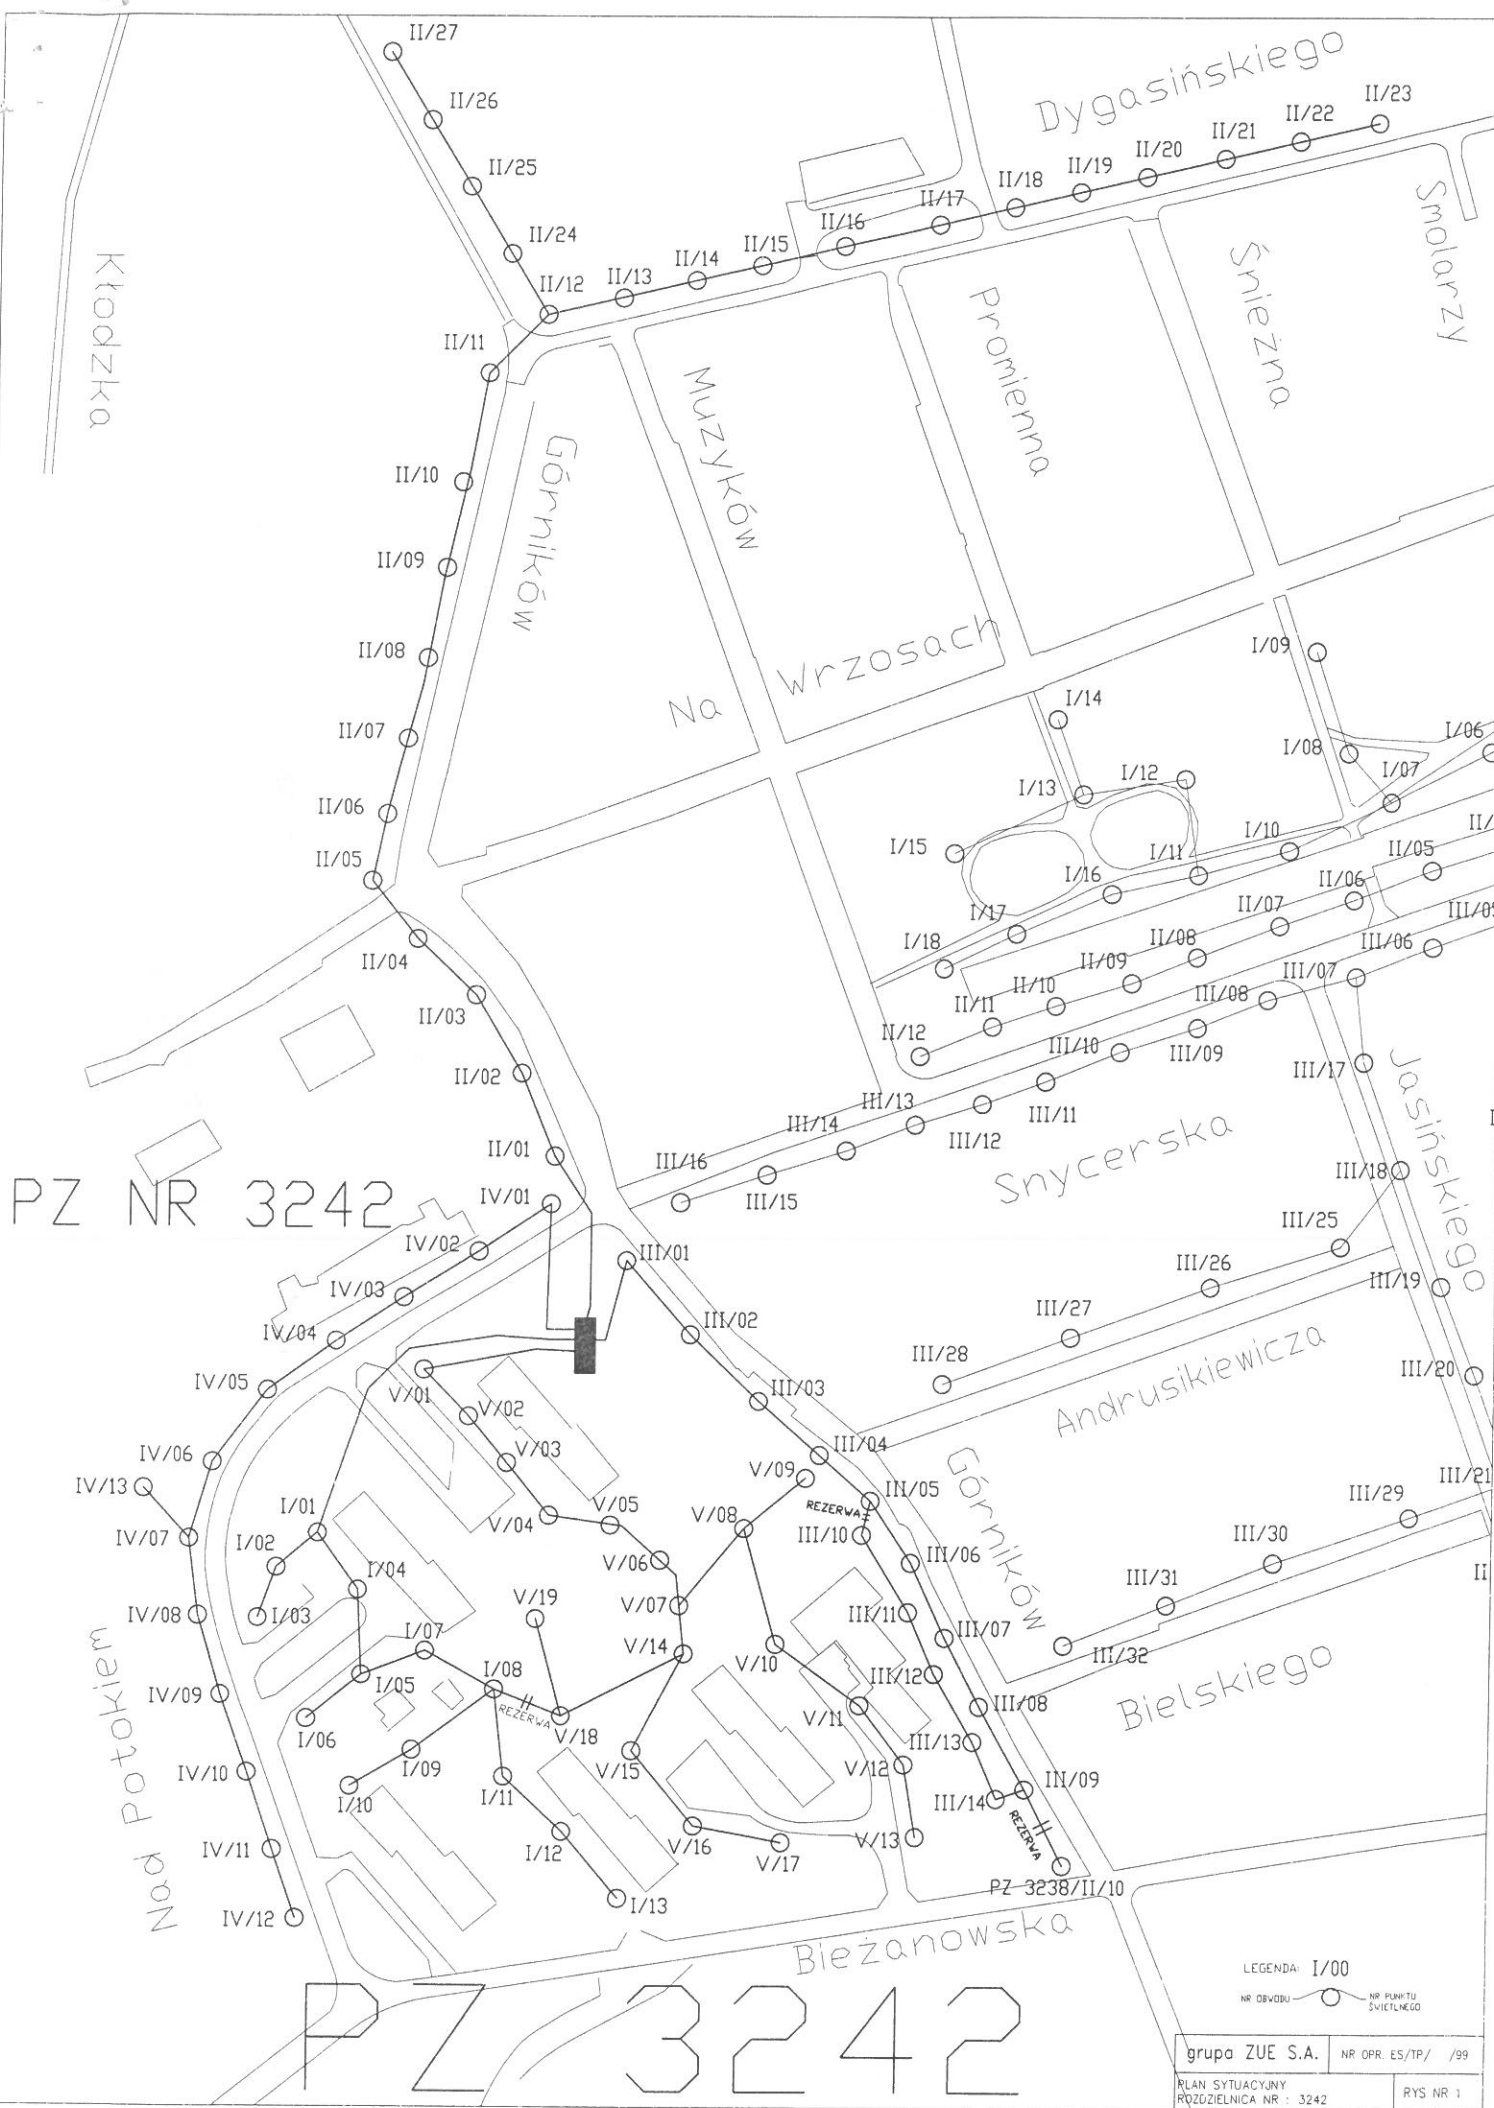 II/27
II/26
II/25
II/24
Dygasińskiego
II/23
II/22
II/21
II/20
II/19
II/18
II/17
II/16
II/15
II/14
II/13
II/12
II/11
II/10
II/09
II/08
II/07
II/06
II/05
II/04
II/03
II/02
II/01
Kłodzka
Górników
Muzyków
Promienna
Śnieżna
Smolarzy
Na Wrzosach
I/09
I/14
I/08
I/06
I/07
I/13
I/12
I/15
I/10
I/11
I/16
I/17
I/18
II/
II/05
II/06
II/07
II/08
II/09
II/10
II/11
II/12
III/05
III/06
III/07
III/08
III/09
III/10
III/11
III/12
III/13
III/14
III/15
III/16
III/17
III/18
III/19
III/20
III/21
Snycerska
Jasińskiego
III/25
III/26
III/27
III/28
Andrusikiewicza
III/29
III/30
III/31
III/32
II
Bielskiego
Górników
PZ NR 3242
IV/01
IV/02
IV/03
IV/04
IV/05
IV/06
IV/13
IV/07
IV/08
IV/09
IV/10
IV/11
IV/12
Nad Potokiem
III/01
III/02
III/03
III/04
III/05
REZERWA
III/10
III/06
III/11
III/07
III/12
III/08
III/13
III/09
III/14
REZERWA
PZ 3238/II/10
V/01
V/02
V/03
V/04
V/05
V/06
V/07
V/08
V/09
V/10
V/11
V/12
V/13
V/14
V/15
V/16
V/17
V/18
V/19
I/01
I/02
I/03
I/04
I/05
I/06
I/07
I/08
REZERWA
I/09
I/10
I/11
I/12
I/13
Bieżanowska
PZ 3242
LEGENDA: I/00
NR OBWODU
NR PUNKTU
ŚWIETLNEGO
grupa ZUE S.A.
NR OPR. ES/TP/ /99
PLAN SYTUACYJNY
ROZDZIELNICA NR : 3242
RYS NR 1